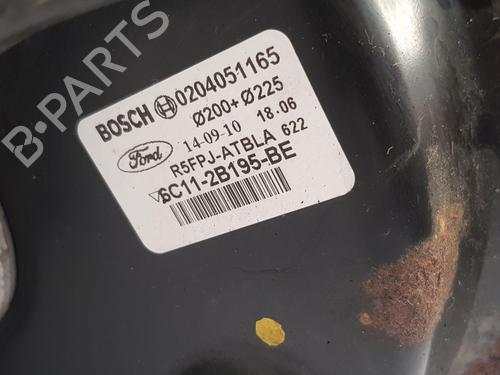 B-PARTS
BOSCH 0204051165
Ø200+Ø225
Ford 14-09-10 18.06
R5FPJ-ATBLA 622
6C11-2B195-BE